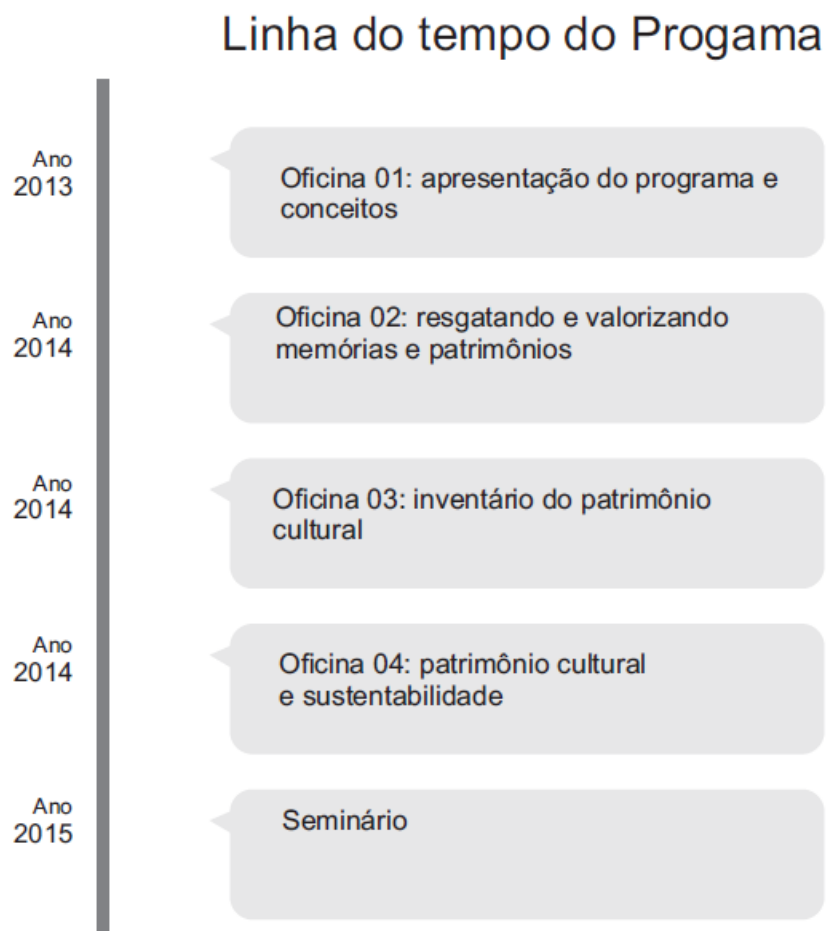 Linha do tempo do Progama
Ano
2013
Oficina 01: apresentação do programa e
conceitos
Ano
2014
Oficina 02: resgatando e valorizando
memórias e patrimônios
Ano
2014
Oficina 03: inventário do patrimônio
cultural
Ano
2014
Oficina 04: patrimônio cultural
e sustentabilidade
Ano
2015
Seminário